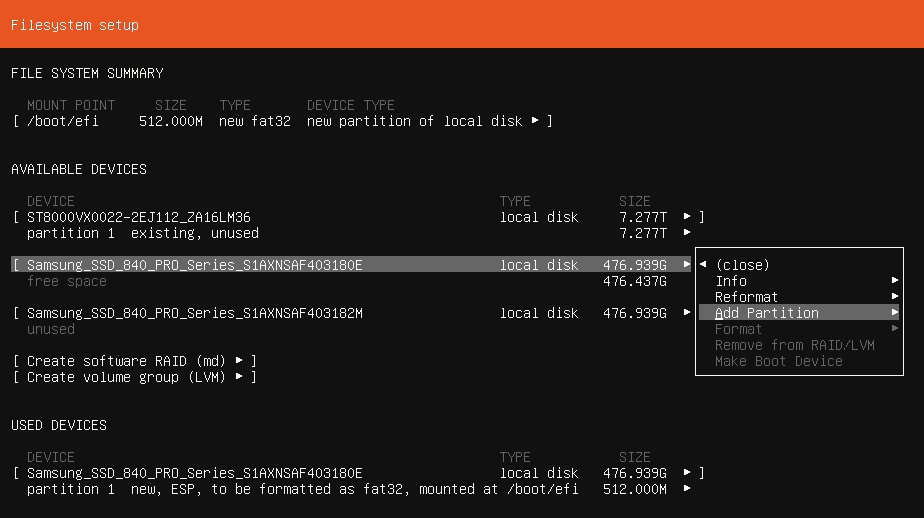 Filesystem setup
FILE SYSTEM SUMMARY
MOUNT POINT SIZE TYPE DEVICE TYPE
[ /boot/efi 512.000M new fat32 new partition of local disk ▸ ]
AVAILABLE DEVICES
DEVICE TYPE SIZE
[ ST8000VX0022-2EJ112_ZA16LM36 local disk 7.277T ▸ ]
partition 1 existing, unused 7.277T ▸
[ Samsung_SSD_840_PRO_Series_S1AXNSAF403180E local disk 476.939G ▸
free space 476.437G
[ Samsung_SSD_840_PRO_Series_S1AXNSAF403182M local disk 476.939G ▸
unused
◂ (close)
Info ▸
Reformat ▸
Add Partition ▸
Format ▸
Remove from RAID/LVM
Make Boot Device
[ Create software RAID (md) ▸ ]
[ Create volume group (LVM) ▸ ]
USED DEVICES
DEVICE TYPE SIZE
[ Samsung_SSD_840_PRO_Series_S1AXNSAF403180E local disk 476.939G ▸ ]
partition 1 new, ESP, to be formatted as fat32, mounted at /boot/efi 512.000M ▸